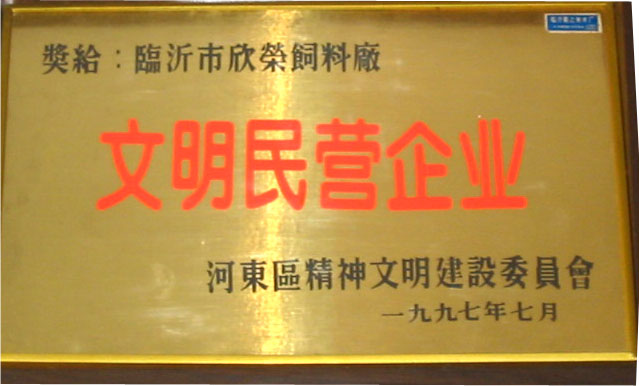 獎給：臨沂市欣榮飼料廠
文明民营企业
河東區精神文明建設委員會
一九九七年七月